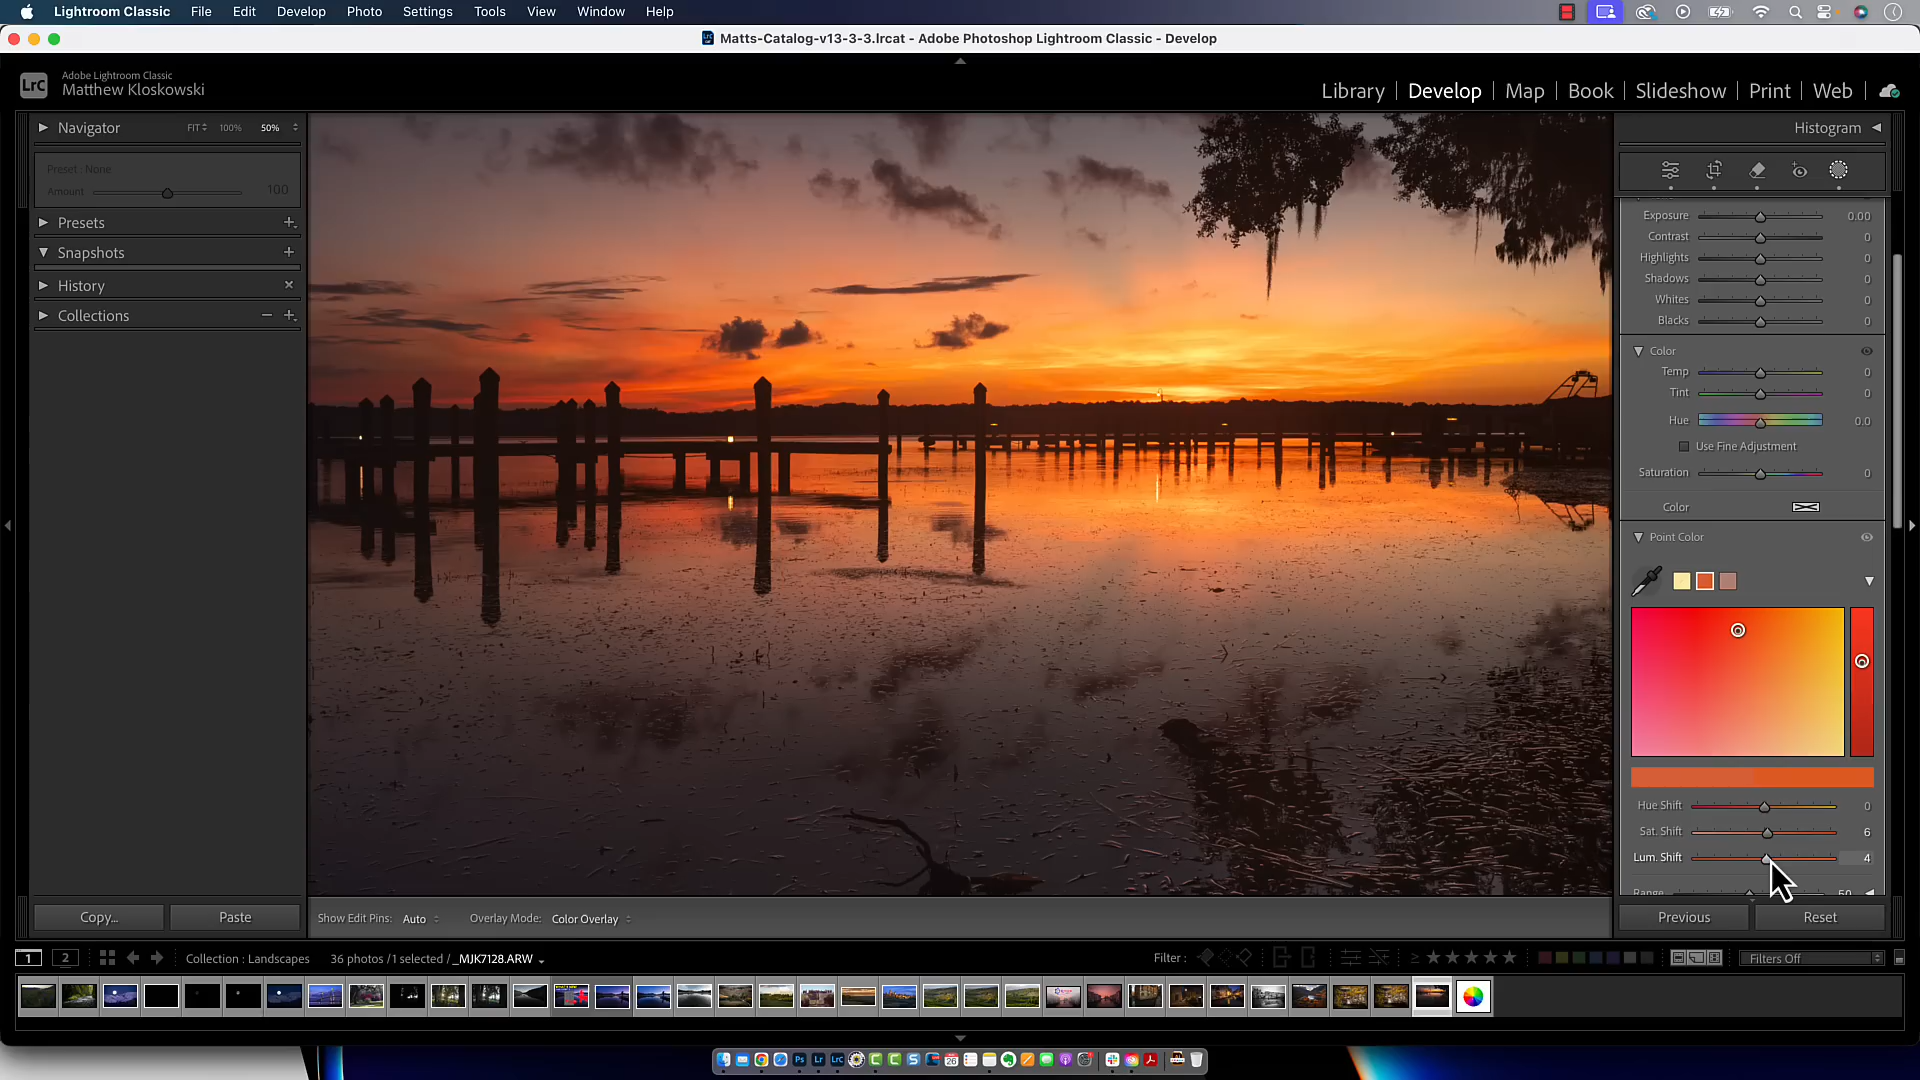 Lightroom Classic File Edit Develop Photo Settings Tools View Window Help
Matts-Catalog-v13-3-3.lrcat - Adobe Photoshop Lightroom Classic - Develop
LrC
Adobe Lightroom Classic
Matthew Kloskowski
Library | Develop | Map | Book | Slideshow | Print | Web
Navigator FIT 100% 50%
Histogram
Preset : None
Amount 100
Presets
Snapshots
History
Collections
Exposure 0.00
Contrast 0
Highlights 0
Shadows 0
Whites 0
Blacks 0
Color
Temp 0
Tint 0
Hue 0.0
Use Fine Adjustment
Saturation 0
Color
Point Color
Hue Shift 0
Sat. Shift 6
Lum. Shift 4
Range 50
Copy... Paste
Show Edit Pins: Auto Overlay Mode: Color Overlay
Previous Reset
1 2 Collection : Landscapes 36 photos / 1 selected / _MJK7128.ARW
Filter : Filters Off